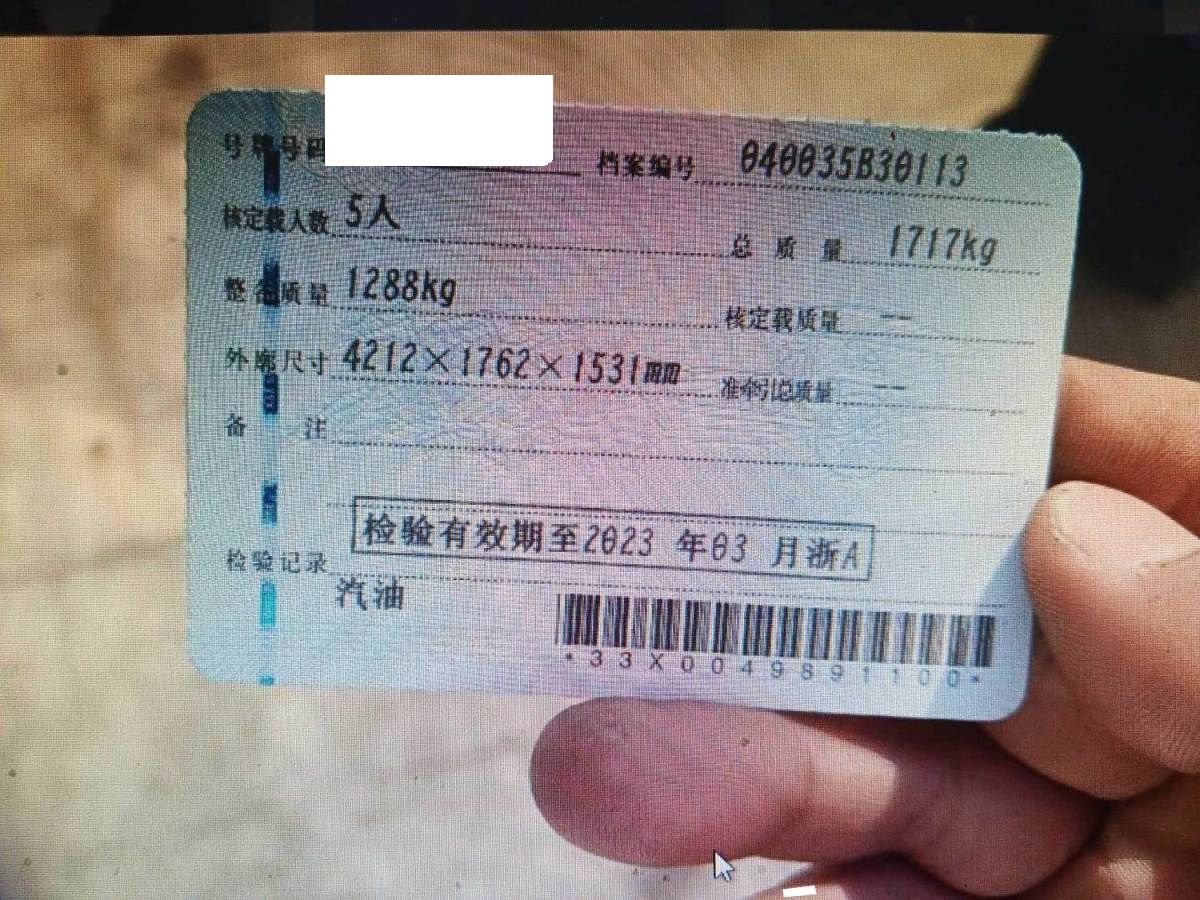 号牌号码 档案编号 040035B30113
核定载人数 5人 总质量 1717kg
整备质量 1288kg 核定载质量 --
外廓尺寸 4212×1762×1531mm 准牵引总质量 --
备注
检验记录 检验有效期至2023 年03 月浙A
汽油
*33X0049891100*